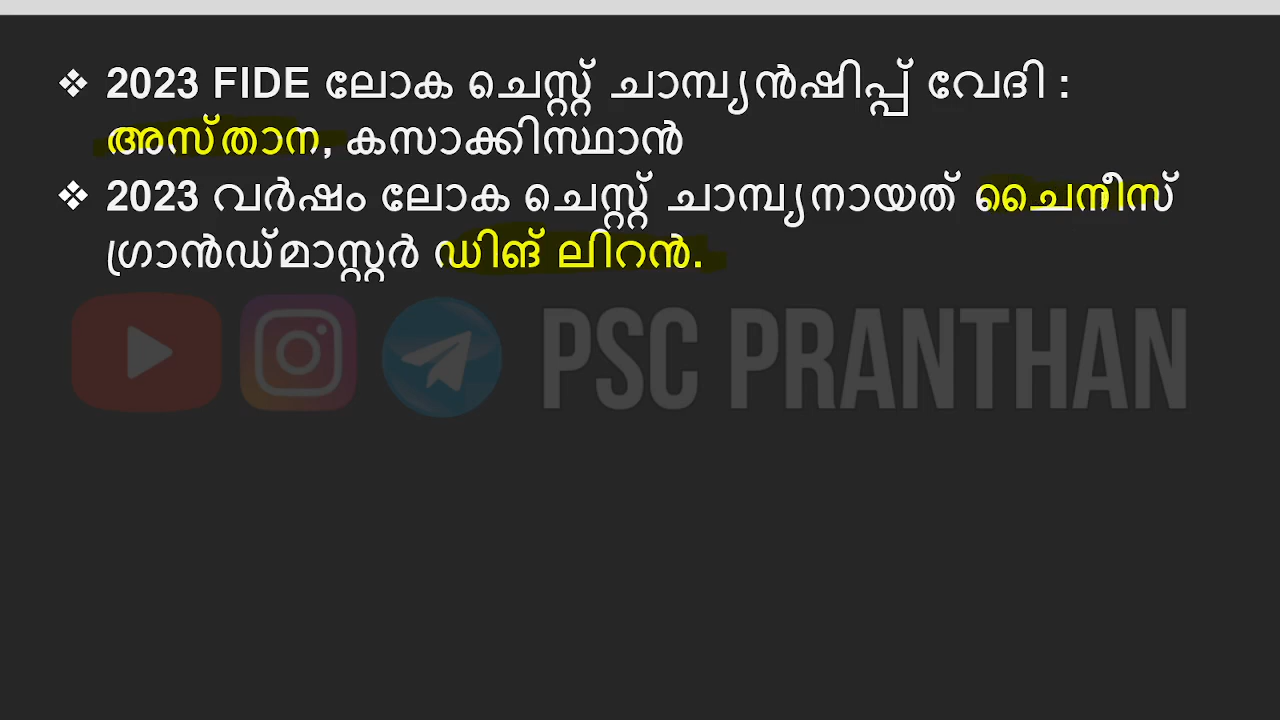 ❖ 2023 FIDE ലോക ചെസ്സ് ചാമ്പ്യൻഷിപ്പ് വേദി :
അസ്താന, കസാക്കിസ്ഥാൻ
❖ 2023 വർഷം ലോക ചെസ്സ് ചാമ്പ്യനായത് ചൈനീസ്
ഗ്രാൻഡ്മാസ്റ്റർ ഡിങ് ലിറൻ.
PSC PRANTHAN